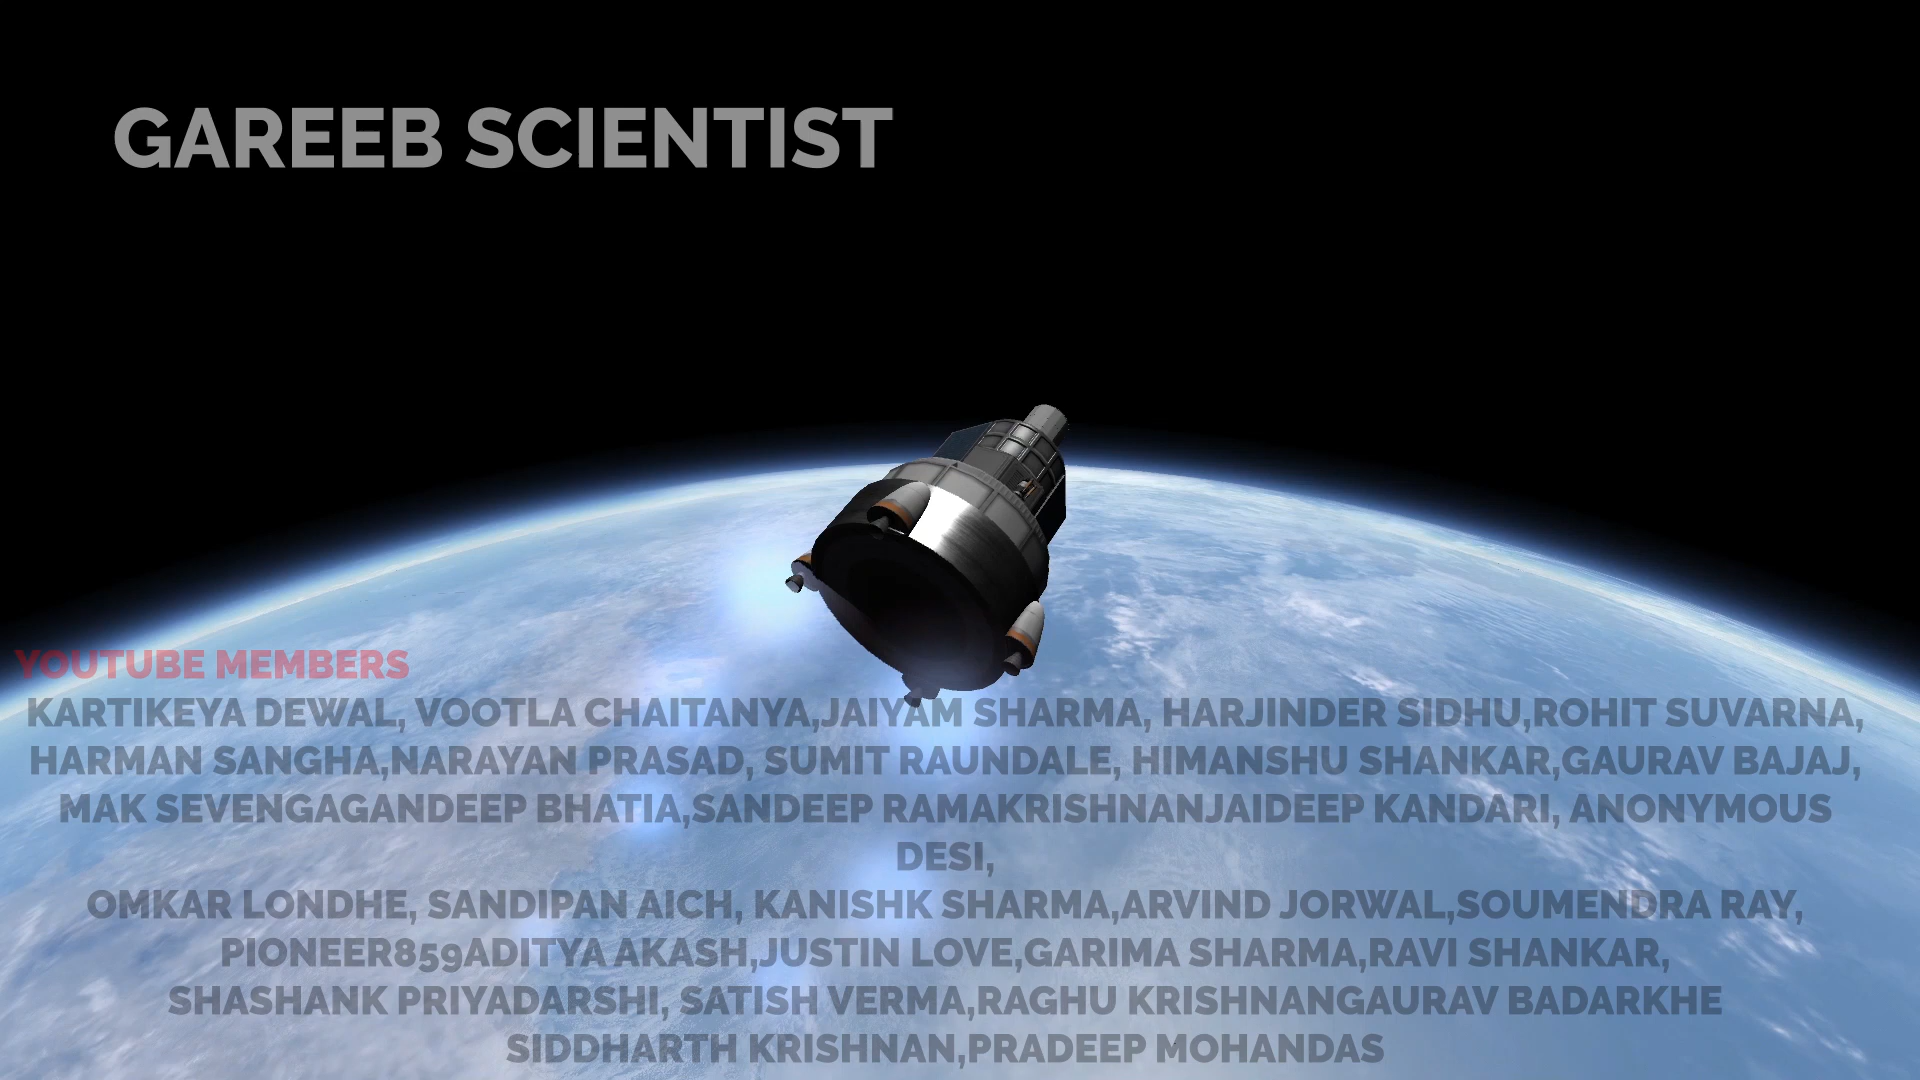 GAREEB SCIENTIST
YOUTUBE MEMBERS
KARTIKEYA DEWAL, VOOTLA CHAITANYA,JAIYAM SHARMA, HARJINDER SIDHU,ROHIT SUVARNA,
HARMAN SANGHA,NARAYAN PRASAD, SUMIT RAUNDALE, HIMANSHU SHANKAR,GAURAV BAJAJ,
MAK SEVENGAGANDEEP BHATIA,SANDEEP RAMAKRISHNANJAIDEEP KANDARI, ANONYMOUS
DESI,
OMKAR LONDHE, SANDIPAN AICH, KANISHK SHARMA,ARVIND JORWAL,SOUMENDRA RAY,
PIONEER859ADITYA AKASH,JUSTIN LOVE,GARIMA SHARMA,RAVI SHANKAR,
SHASHANK PRIYADARSHI, SATISH VERMA,RAGHU KRISHNANGAURAV BADARKHE
SIDDHARTH KRISHNAN,PRADEEP MOHANDAS